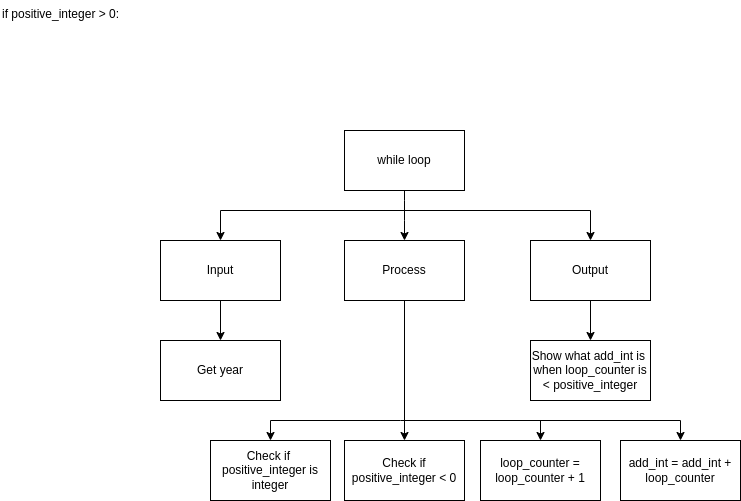 if positive_integer > 0:
while loop
Input
Process
Output
Get year
Show what add_int is
when loop_counter is
< positive_integer
Check if
positive_integer is
integer
Check if
positive_integer < 0
loop_counter =
loop_counter + 1
add_int = add_int +
loop_counter